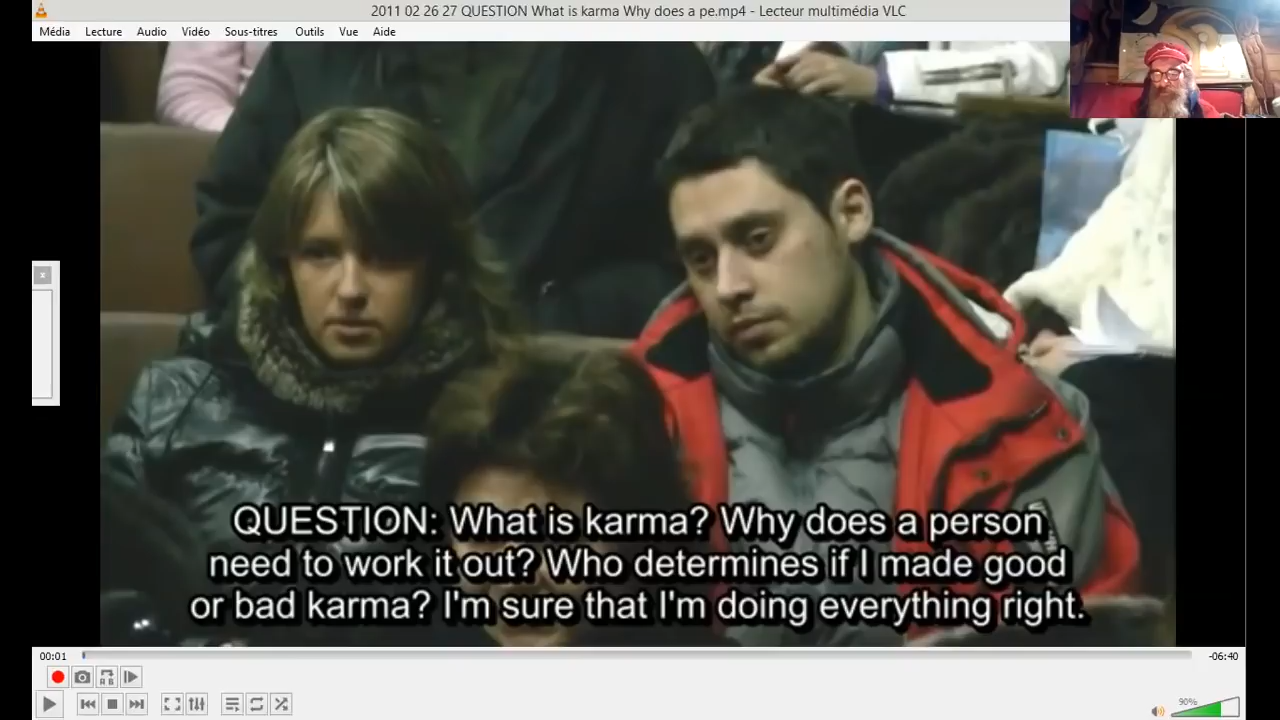 2011 02 26 27 QUESTION What is karma Why does a pe.mp4 - Lecteur multimédia VLC
Média Lecture Audio Vidéo Sous-titres Outils Vue Aide
x
QUESTION: What is karma? Why does a person
need to work it out? Who determines if I made good
or bad karma? I'm sure that I'm doing everything right.
00:01 -06:40
A B
90%